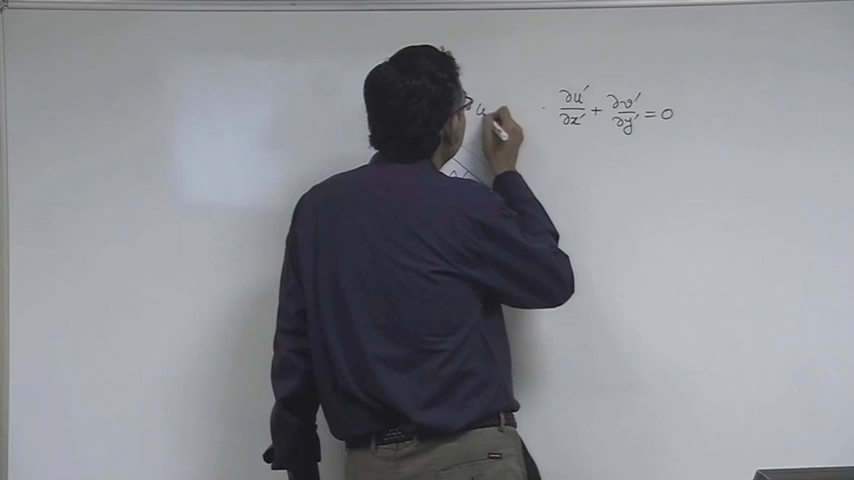 u
∂u'/∂x' + ∂v'/∂y' = 0